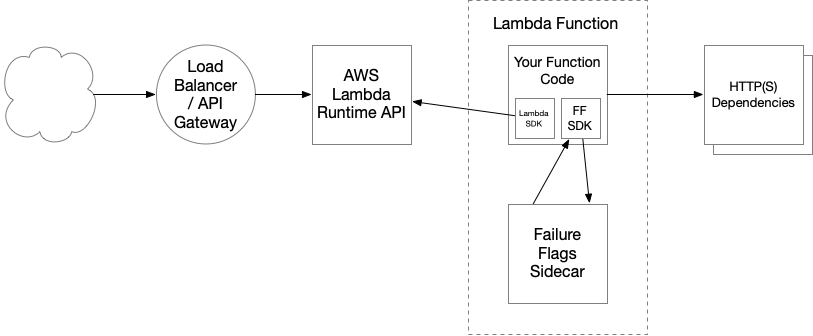 Lambda Function
Load
Balancer
/ API
Gateway
AWS
Lambda
Runtime API
Your Function
Code
Lambda
SDK
FF
SDK
HTTP(S)
Dependencies
Failure
Flags
Sidecar